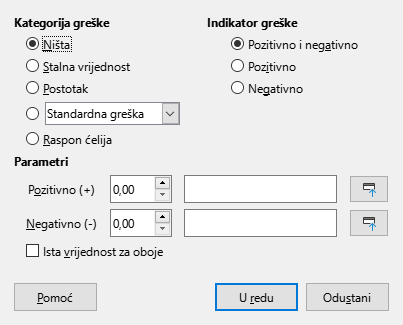 Kategorija greške
Indikator greške
Ništa
Pozitivno i negativno
Stalna vrijednost
Pozitivno
Postotak
Negativno
Standardna greška
Raspon ćelija
Parametri
Pozitivno (+)
0,00
Negativno (-)
0,00
Ista vrijednost za oboje
Pomoć
U redu
Odustani